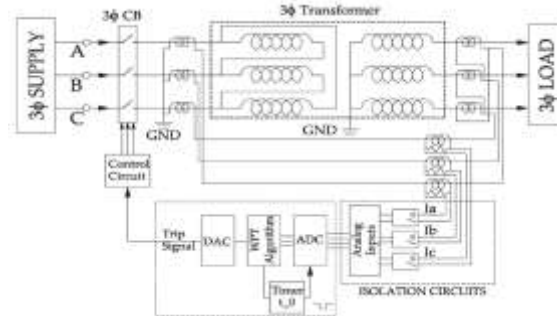 3ϕ CB
3ϕ Transformer
3ϕ SUPPLY
A
B
C
3ϕ LOAD
GND
GND
Control
Circuit
Trip
Signal
DAC
WPT
Algorithm
ADC
Timer
Analog
Inputs
Ia
Ib
Ic
ISOLATION CIRCUITS